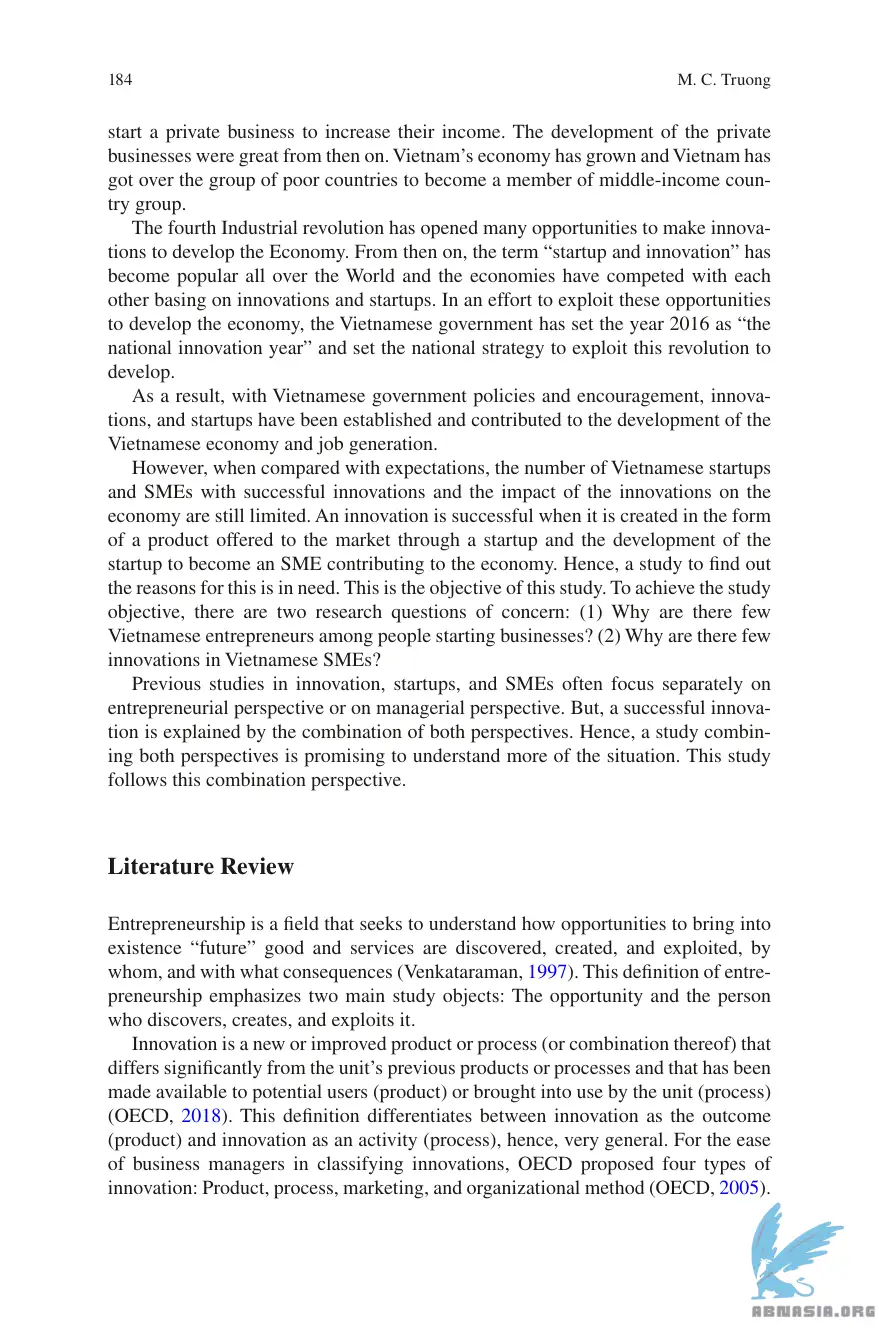 184
M. C. Truong
start a private business to increase their income. The development of the private
businesses were great from then on. Vietnam’s economy has grown and Vietnam has
got over the group of poor countries to become a member of middle-income coun-
try group.
The fourth Industrial revolution has opened many opportunities to make innova-
tions to develop the Economy. From then on, the term “startup and innovation” has
become popular all over the World and the economies have competed with each
other basing on innovations and startups. In an effort to exploit these opportunities
to develop the economy, the Vietnamese government has set the year 2016 as “the
national innovation year” and set the national strategy to exploit this revolution to
develop.
As a result, with Vietnamese government policies and encouragement, innova-
tions, and startups have been established and contributed to the development of the
Vietnamese economy and job generation.
However, when compared with expectations, the number of Vietnamese startups
and SMEs with successful innovations and the impact of the innovations on the
economy are still limited. An innovation is successful when it is created in the form
of a product offered to the market through a startup and the development of the
startup to become an SME contributing to the economy. Hence, a study to find out
the reasons for this is in need. This is the objective of this study. To achieve the study
objective, there are two research questions of concern: (1) Why are there few
Vietnamese entrepreneurs among people starting businesses? (2) Why are there few
innovations in Vietnamese SMEs?
Previous studies in innovation, startups, and SMEs often focus separately on
entrepreneurial perspective or on managerial perspective. But, a successful innova-
tion is explained by the combination of both perspectives. Hence, a study combin-
ing both perspectives is promising to understand more of the situation. This study
follows this combination perspective.
Literature Review
Entrepreneurship is a field that seeks to understand how opportunities to bring into
existence “future” good and services are discovered, created, and exploited, by
whom, and with what consequences (Venkataraman, 1997). This definition of entre-
preneurship emphasizes two main study objects: The opportunity and the person
who discovers, creates, and exploits it.
Innovation is a new or improved product or process (or combination thereof) that
differs significantly from the unit’s previous products or processes and that has been
made available to potential users (product) or brought into use by the unit (process)
(OECD, 2018). This definition differentiates between innovation as the outcome
(product) and innovation as an activity (process), hence, very general. For the ease
of business managers in classifying innovations, OECD proposed four types of
innovation: Product, process, marketing, and organizational method (OECD, 2005).
ABNASIA.ORG